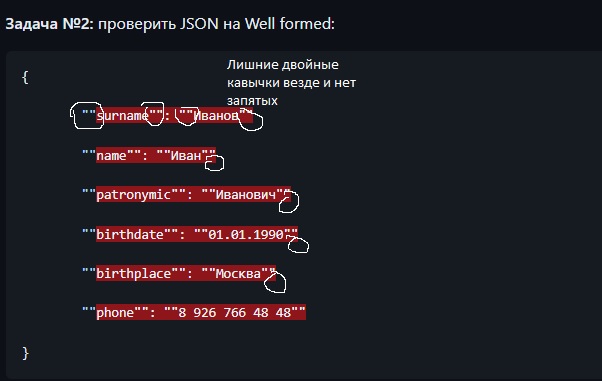 Задача №2: проверить JSON на Well formed:
{
Лишние двойные
кавычки везде и нет
запятых
""surname"": ""Иванов""
""name"": ""Иван""
""patronymic"": ""Иванович""
""birthdate"": ""01.01.1990""
""birthplace"": ""Москва""
""phone"": ""8 926 766 48 48""
}